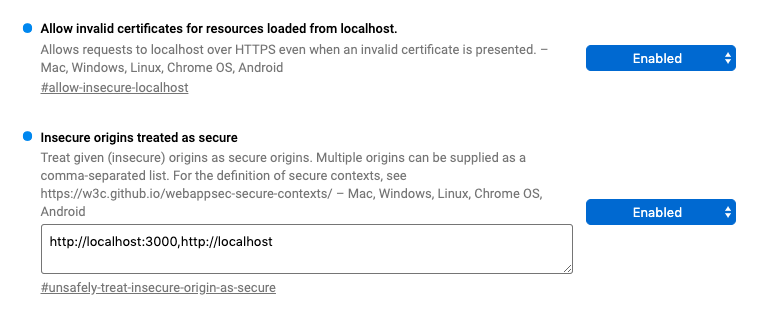 Allow invalid certificates for resources loaded from localhost.
Allows requests to localhost over HTTPS even when an invalid certificate is presented. –
Mac, Windows, Linux, Chrome OS, Android
#allow-insecure-localhost
Enabled
Insecure origins treated as secure
Treat given (insecure) origins as secure origins. Multiple origins can be supplied as a
comma-separated list. For the definition of secure contexts, see
https://w3c.github.io/webappsec-secure-contexts/ – Mac, Windows, Linux, Chrome OS,
Android
Enabled
http://localhost:3000,http://localhost
#unsafely-treat-insecure-origin-as-secure